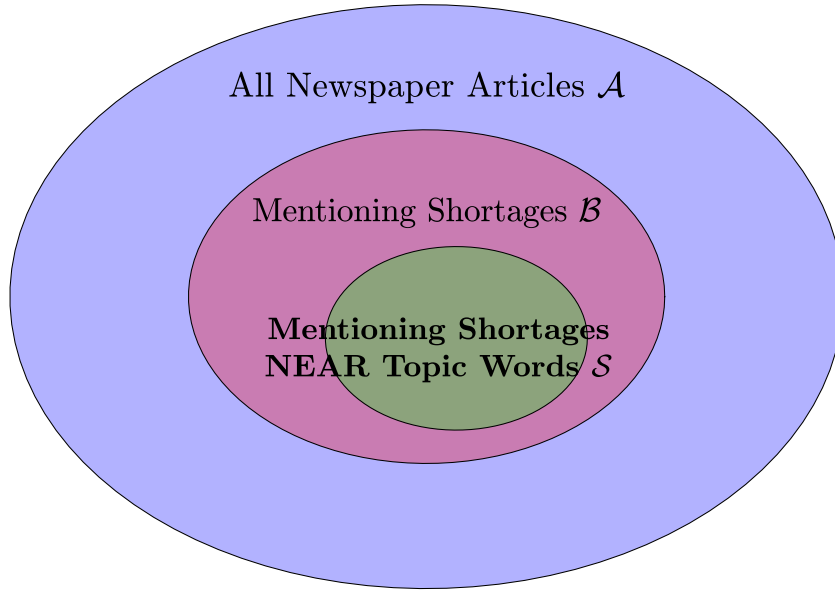 All Newspaper Articles 𝒜
Mentioning Shortages ℬ
Mentioning Shortages
NEAR Topic Words 𝒮